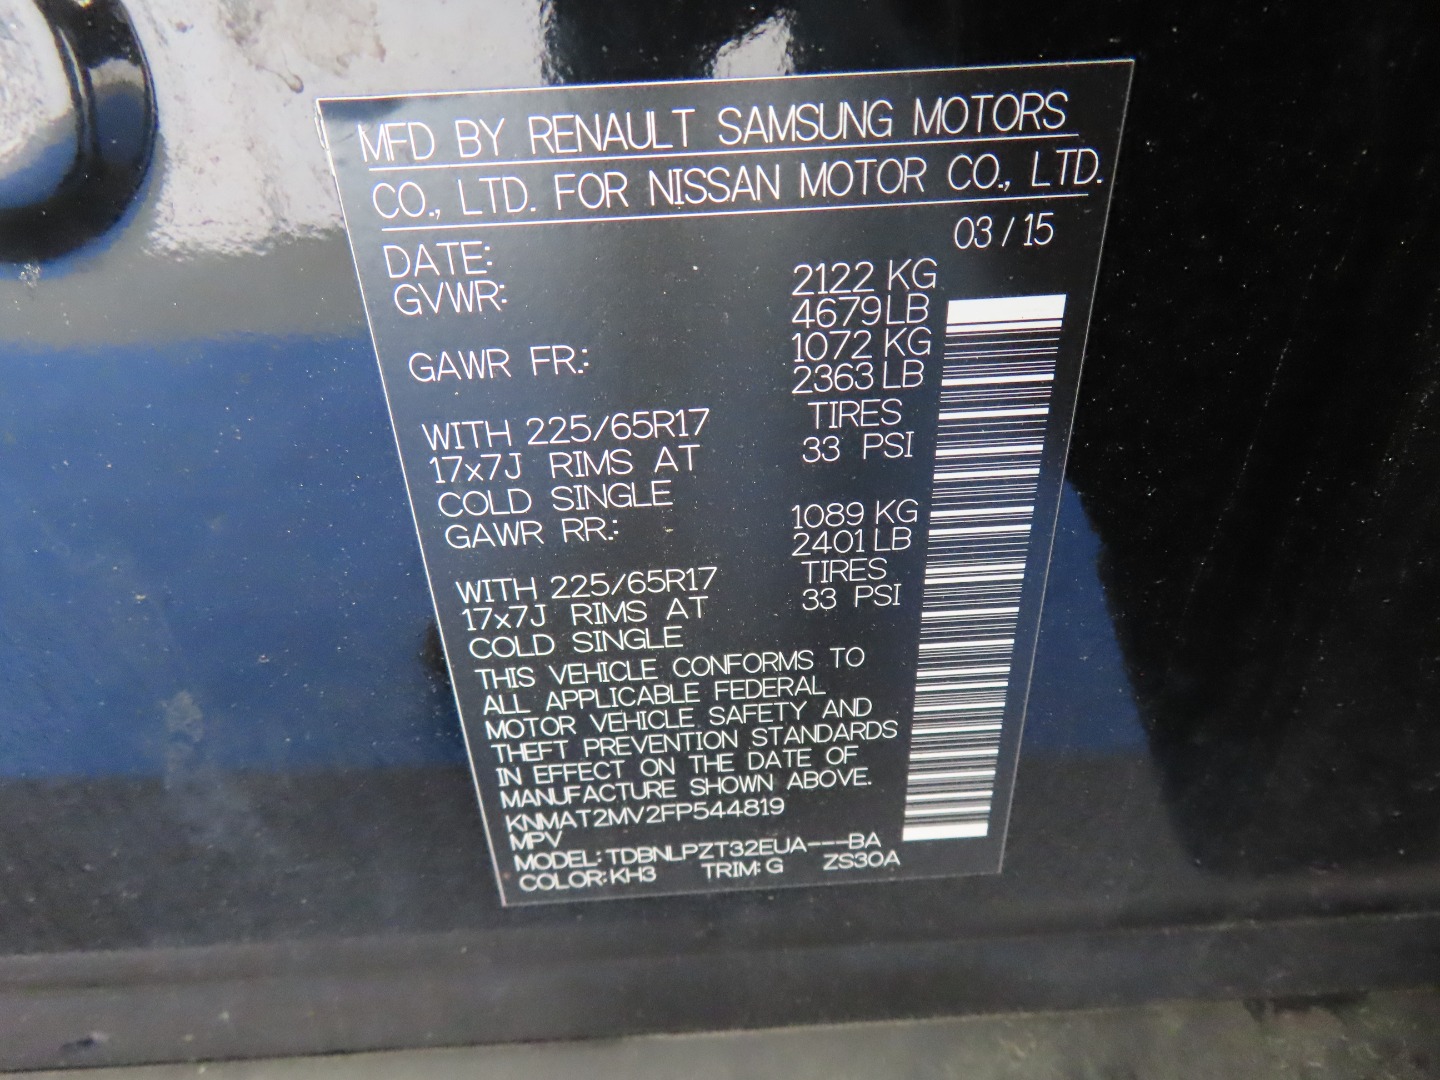 MFD BY RENAULT SAMSUNG MOTORS
CO., LTD. FOR NISSAN MOTOR CO., LTD.
DATE: 03 / 15
GVWR: 2122 KG
4679 LB
GAWR FR.: 1072 KG
2363 LB
WITH 225/65R17 TIRES
17x7J RIMS AT 33 PSI
COLD SINGLE
GAWR RR.: 1089 KG
2401 LB
WITH 225/65R17 TIRES
17x7J RIMS AT 33 PSI
COLD SINGLE
THIS VEHICLE CONFORMS TO
ALL APPLICABLE FEDERAL
MOTOR VEHICLE SAFETY AND
THEFT PREVENTION STANDARDS
IN EFFECT ON THE DATE OF
MANUFACTURE SHOWN ABOVE.
KNMAT2MV2FP544819
MPV
MODEL: TDBNLPZT32EUA---BA
COLOR: KH3 TRIM: G ZS30A